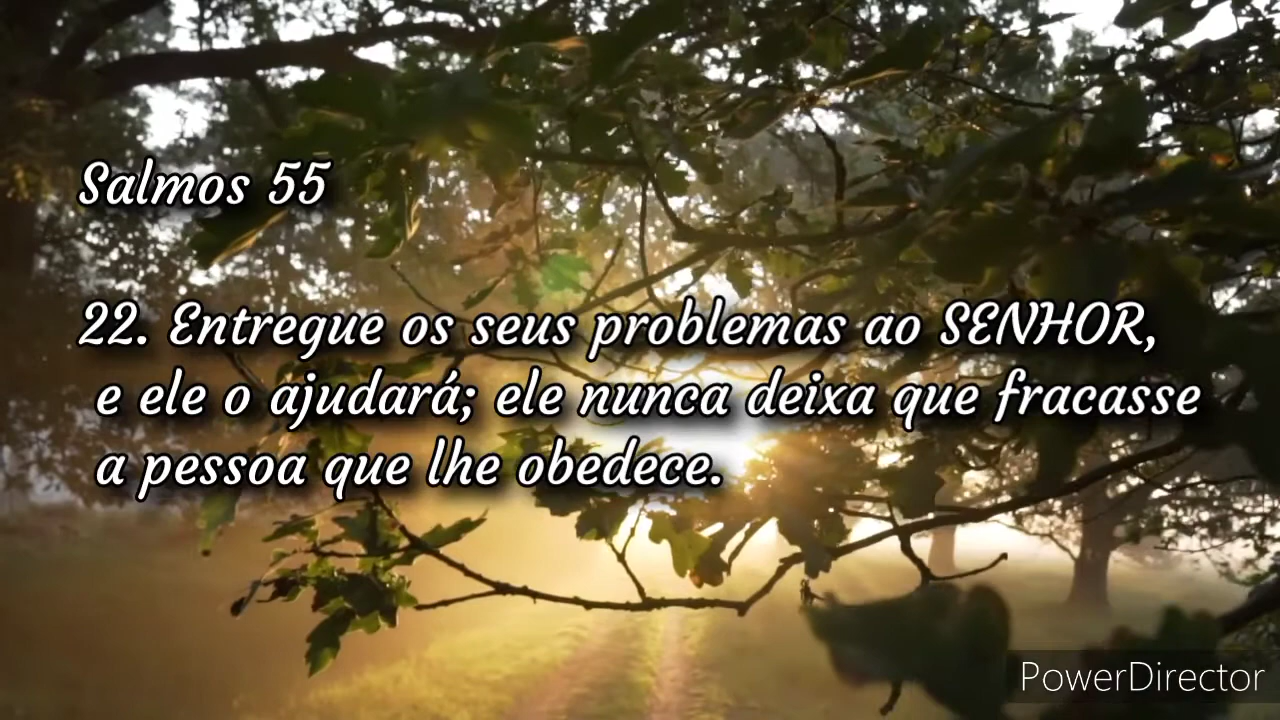 Salmos 55
22. Entregue os seus problemas ao SENHOR,
e ele o ajudará; ele nunca deixa que fracasse
a pessoa que lhe obedece.
PowerDirector